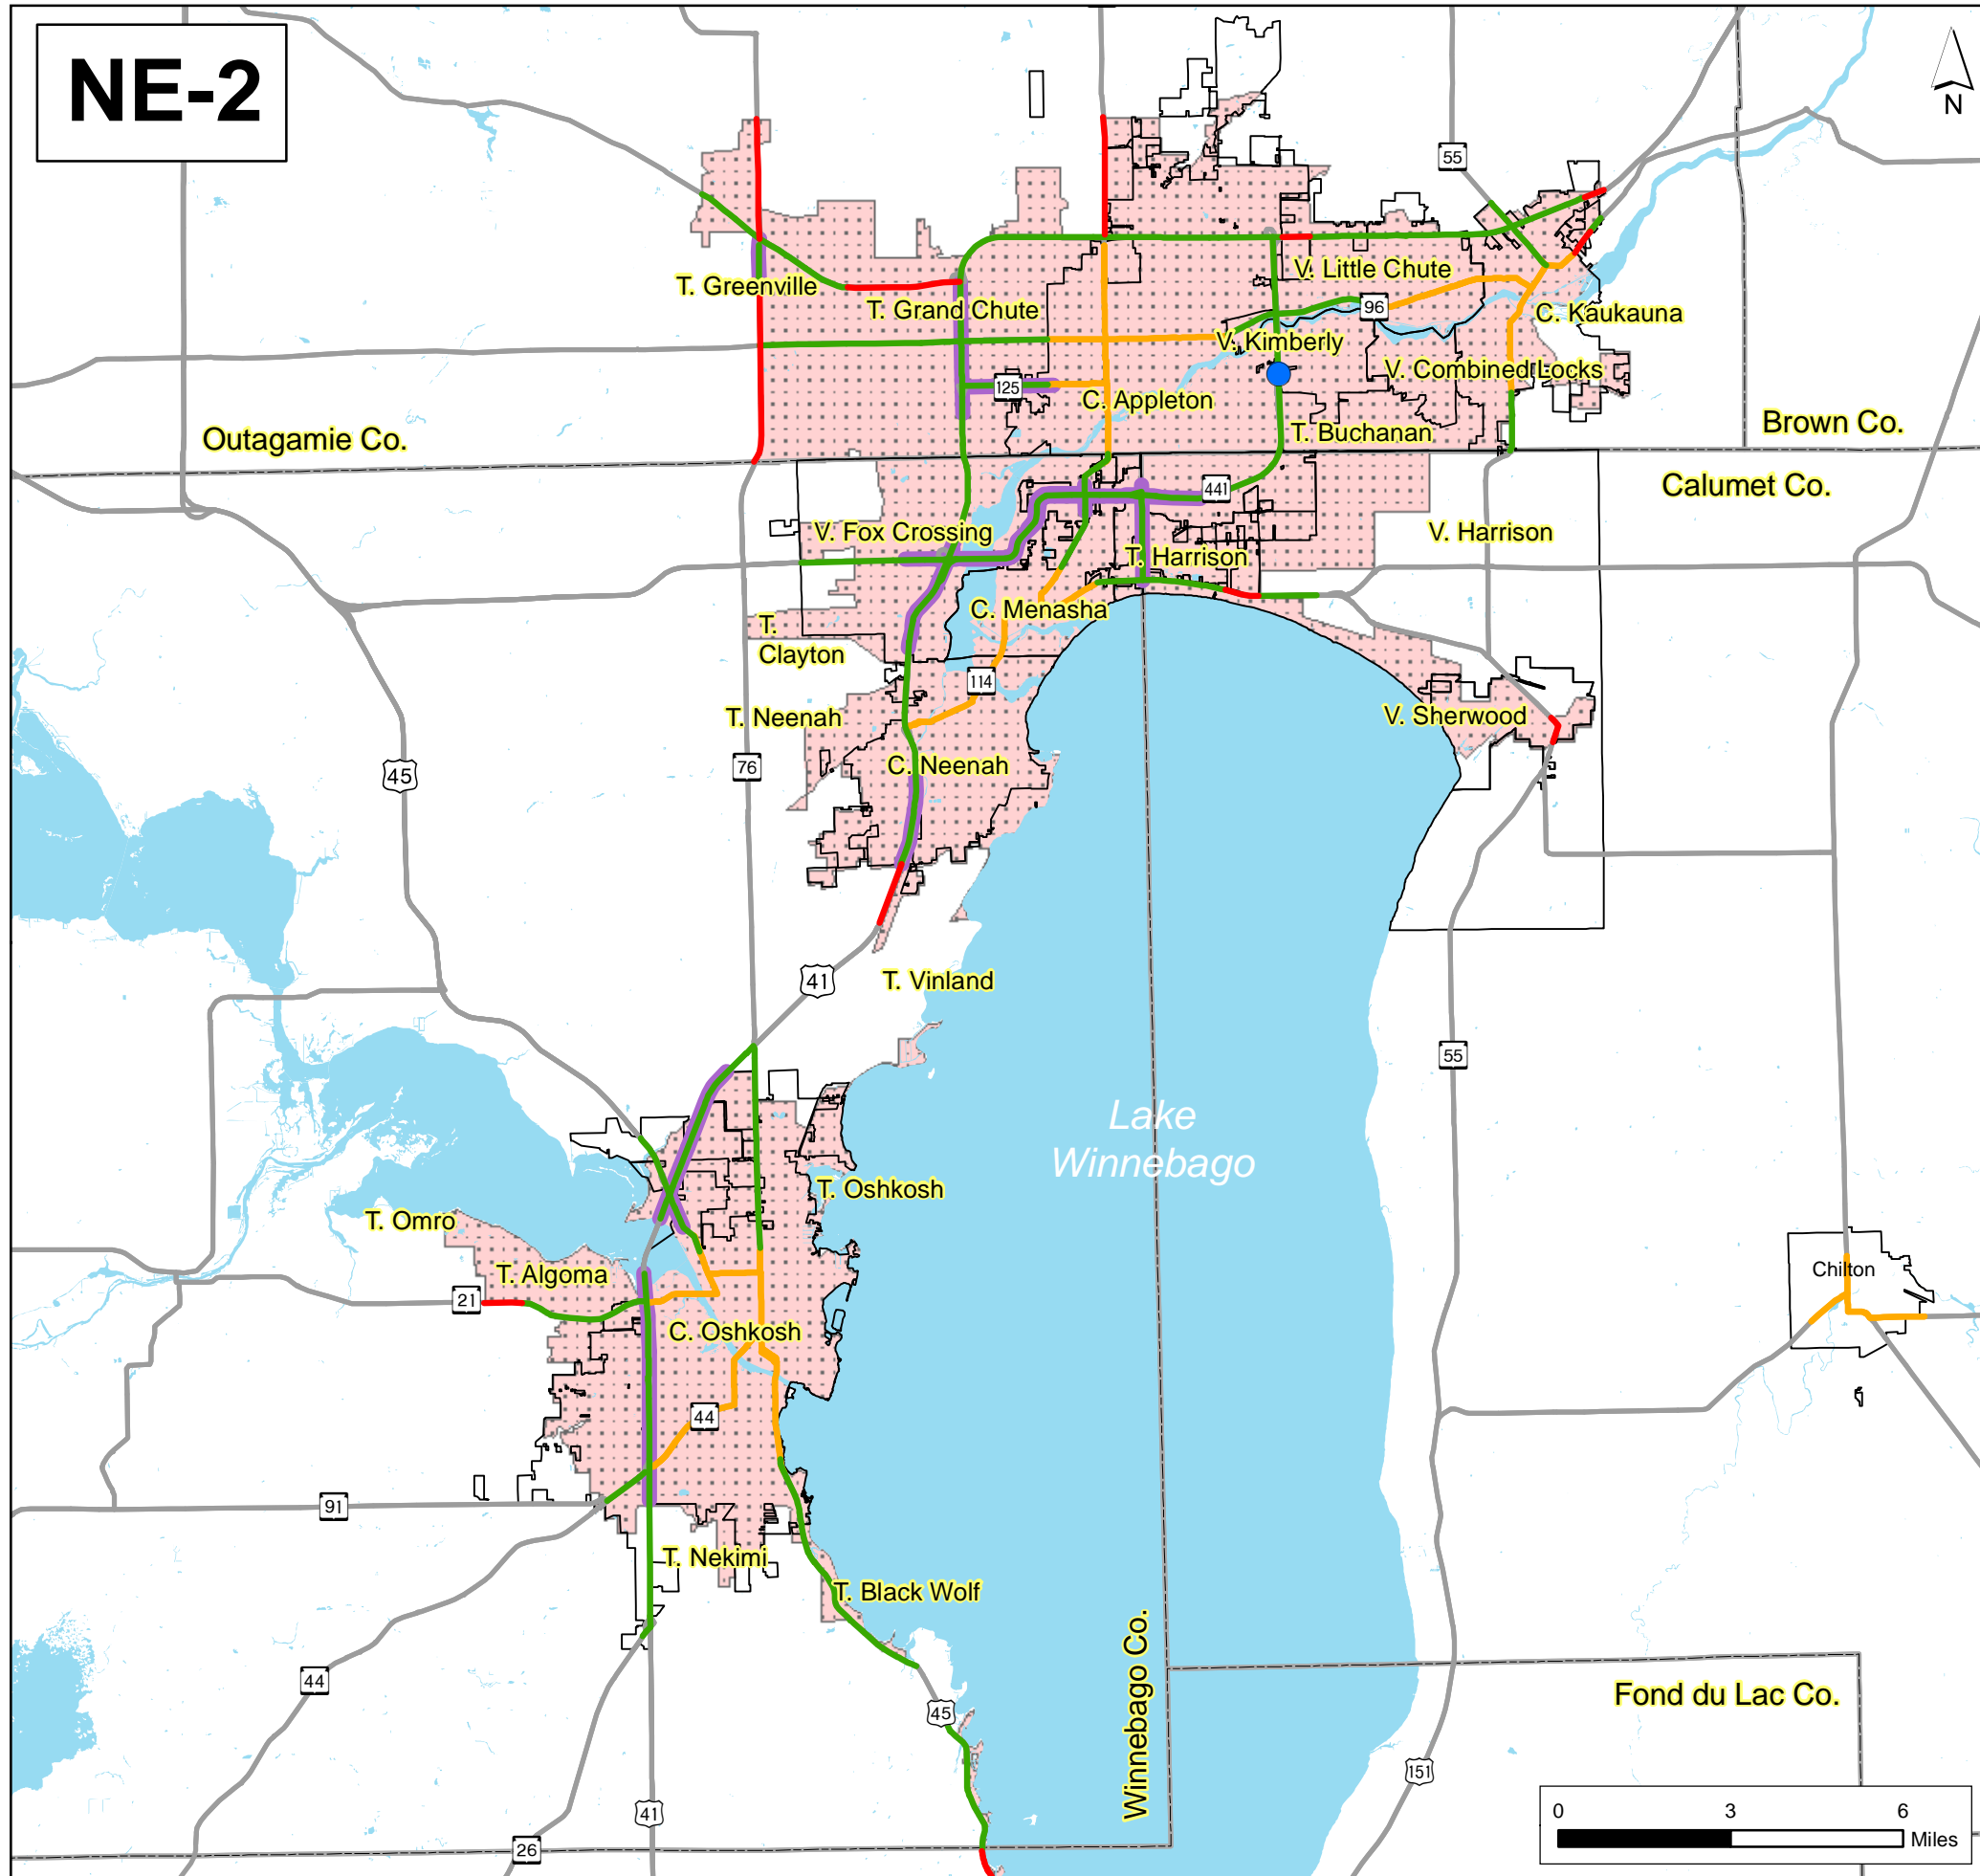 NE-2
N
55
T. Greenville
V. Little Chute
T. Grand Chute
96
C. Kaukauna
V. Kimberly
V. Combined Locks
125
C. Appleton
Outagamie Co.
T. Buchanan
Brown Co.
441
Calumet Co.
V. Fox Crossing
V. Harrison
T. Harrison
C. Menasha
T.
Clayton
114
T. Neenah
V. Sherwood
45
76
C. Neenah
41
T. Vinland
55
Lake
Winnebago
T. Oshkosh
T. Omro
T. Algoma
Chilton
21
C. Oshkosh
44
91
T. Nekimi
T. Black Wolf
Winnebago Co.
44
Fond du Lac Co.
45
151
41
26
0 3 6
Miles